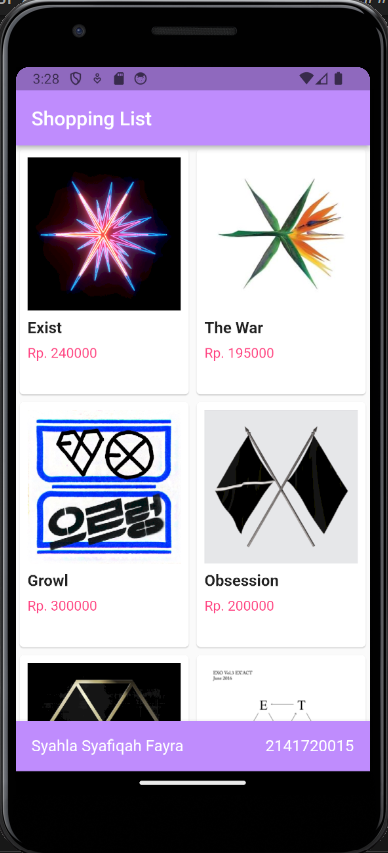 3:28
Shopping List
Exist
Rp. 240000
The War
Rp. 195000
EXO
으르렁
Growl
Rp. 300000
Obsession
Rp. 200000
EXO Vol.3 EX'ACT
June 2016
E T
Syahla Syafiqah Fayra
2141720015